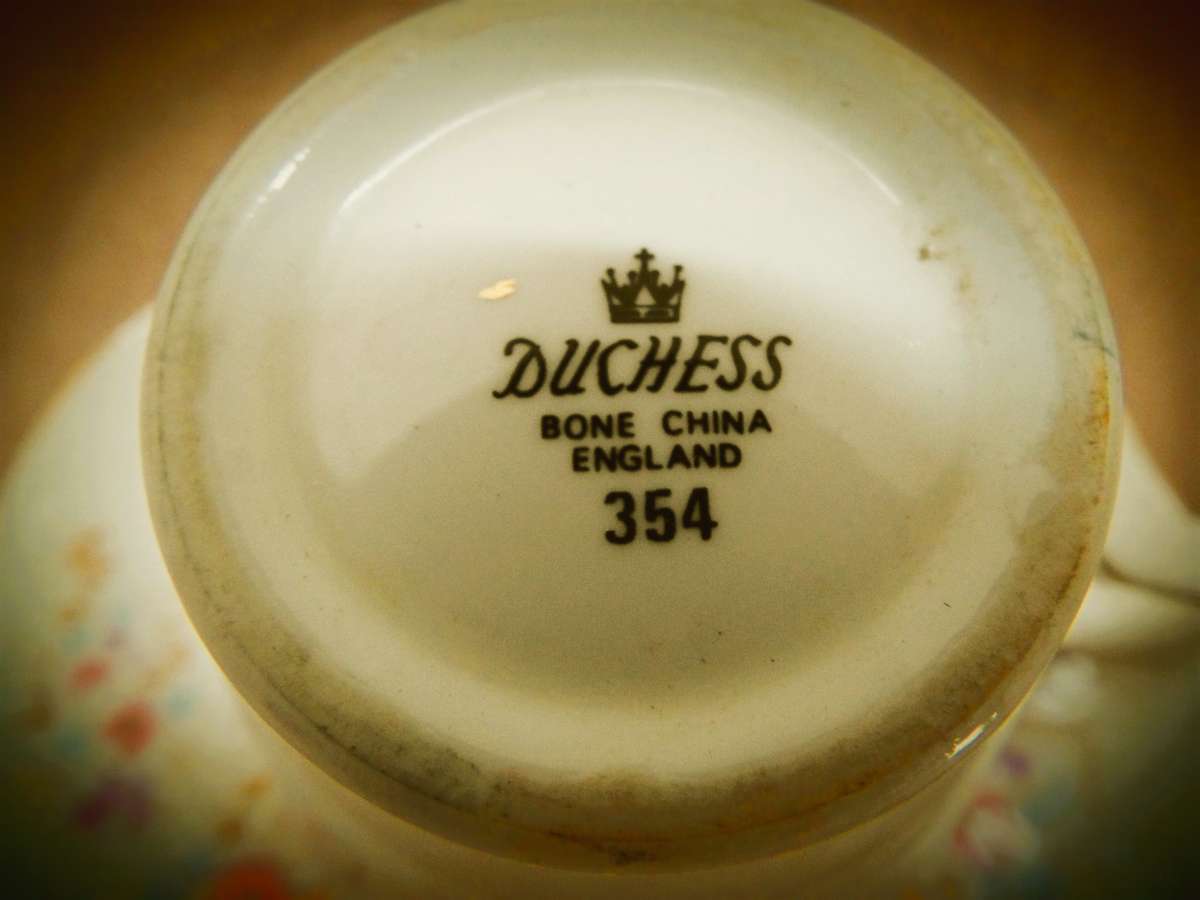 DUCHESS
BONE CHINA
ENGLAND
354